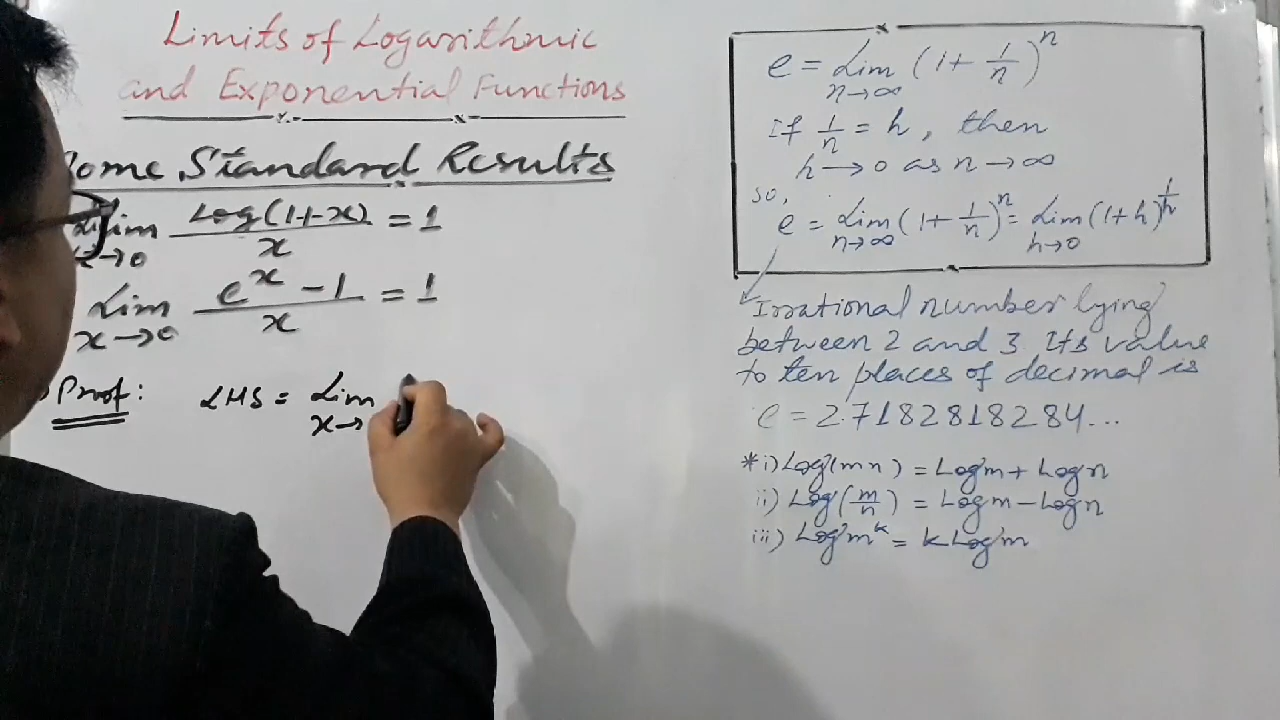 Limits of Logarithmic
and Exponential Functions
ome Standard Results
Lim x→0 Log(1+x)/x = 1
Lim x→0 (e^x − 1)/x = 1
Proof: LHS = Lim x→
e = Lim n→∞ (1 + 1/n)^n
If 1/n = h, then
h→0 as n→∞
so,
e = Lim n→∞ (1 + 1/n)^n = Lim h→0 (1+h)^1/h
Irrational number lying
between 2 and 3. Its value
to ten places of decimal is
e = 2.7182818284...
* i) Log(mn) = Logm + Logn
ii) Log(m/n) = Logm − Logn
iii) Logm^k = kLogm